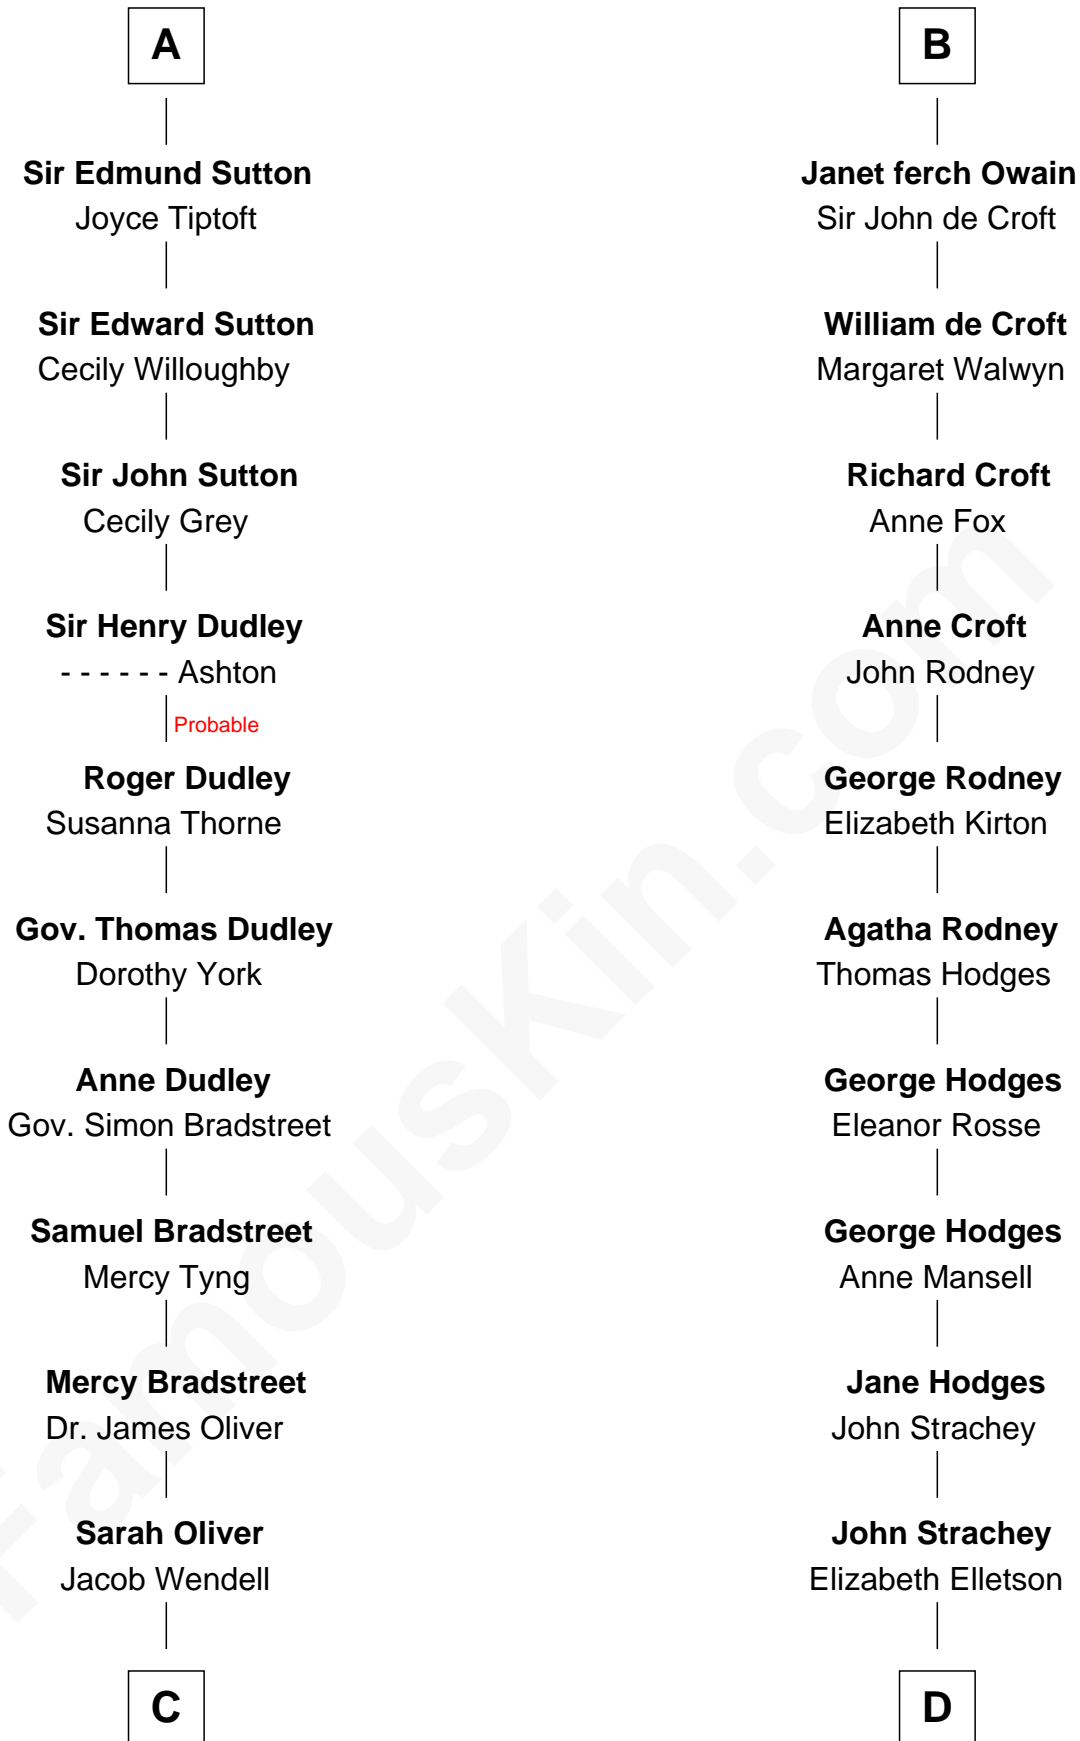 A
Sir Edmund Sutton
Joyce Tiptoft
Sir Edward Sutton
Cecily Willoughby
Sir John Sutton
Cecily Grey
Sir Henry Dudley
- - - - - - Ashton
Probable
Roger Dudley
Susanna Thorne
Gov. Thomas Dudley
Dorothy York
Anne Dudley
Gov. Simon Bradstreet
Samuel Bradstreet
Mercy Tyng
Mercy Bradstreet
Dr. James Oliver
Sarah Oliver
Jacob Wendell
C
B
Janet ferch Owain
Sir John de Croft
William de Croft
Margaret Walwyn
Richard Croft
Anne Fox
Anne Croft
John Rodney
George Rodney
Elizabeth Kirton
Agatha Rodney
Thomas Hodges
George Hodges
Eleanor Rosse
George Hodges
Anne Mansell
Jane Hodges
John Strachey
John Strachey
Elizabeth Elletson
D
FamousKin.com